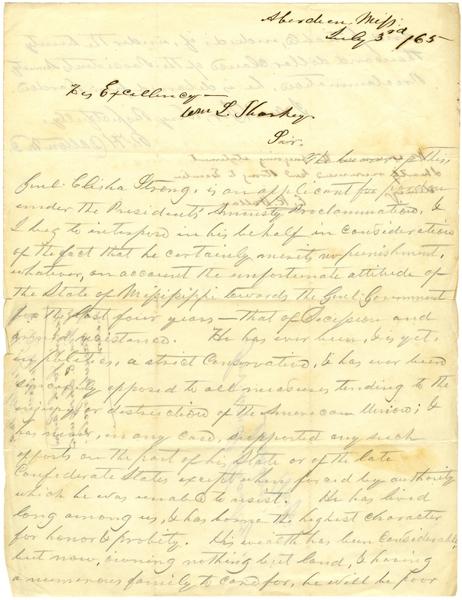 Aberdeen, Missi.
July 3rd /65
His Excellency—
Wm L. Sharkey
Sir.
The bearer of this,
Genl. Elisha Strong, is an applicant for pardon
under the Presidents' Amnesty Proclamation, &
I beg to interpose in his behalf in consideration
of the fact that he certainly merits no punishment,
whatever, on account the unfortunate attitude of
the State of Mississippi towards the Genl. Government
for the past four years—that of Secession and
armed resistance. He has ever been, & is yet,
in politics, a strict Conservative, & has ever been
sincerely opposed to all measures tending to the
injury or distruction of the American Union; &
has never, in any case, supported any such
efforts on the part of his State or of the late
Confederate States except when forced by authority
which he was unable to resist. He has lived
long among us, & has borne the highest character
for honor & probity. His wealth has been considerable,
but now, owning nothing but land, & having
a numerous family to care for, he will be poor